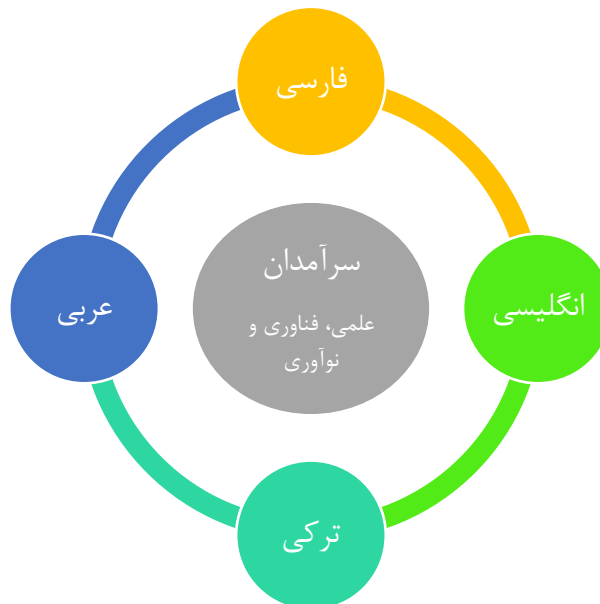 فارسی
انگلیسی
سرآمدان
علمی، فناوری و
نوآوری
عربی
ترکی